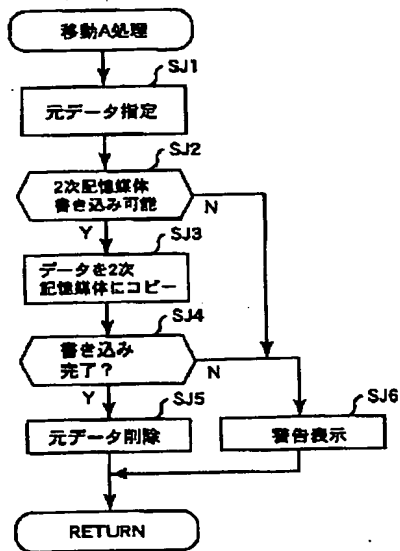 移動A処理
SJ1
元データ指定
SJ2
2次記憶媒体
書き込み可能
N
Y
SJ3
データを2次
記憶媒体にコピー
SJ4
書き込み
完了?
N
Y
SJ5
元データ削除
SJ6
警告表示
RETURN